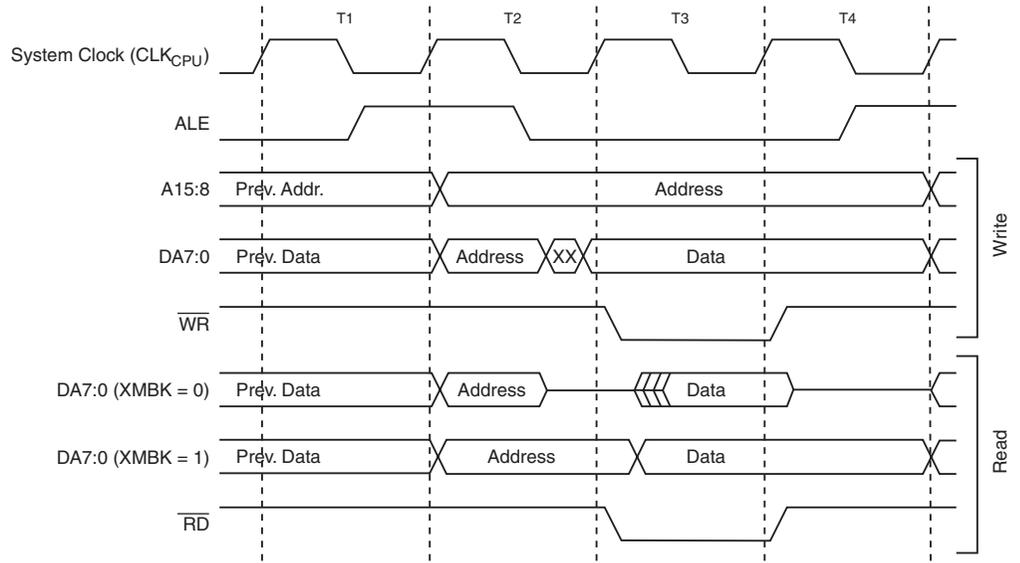 T1 T2 T3 T4
System Clock (CLKCPU)
ALE
A15:8 Prev. Addr. Address
DA7:0 Prev. Data Address XX Data
WR
Write
DA7:0 (XMBK = 0) Prev. Data Address Data
DA7:0 (XMBK = 1) Prev. Data Address Data
RD
Read